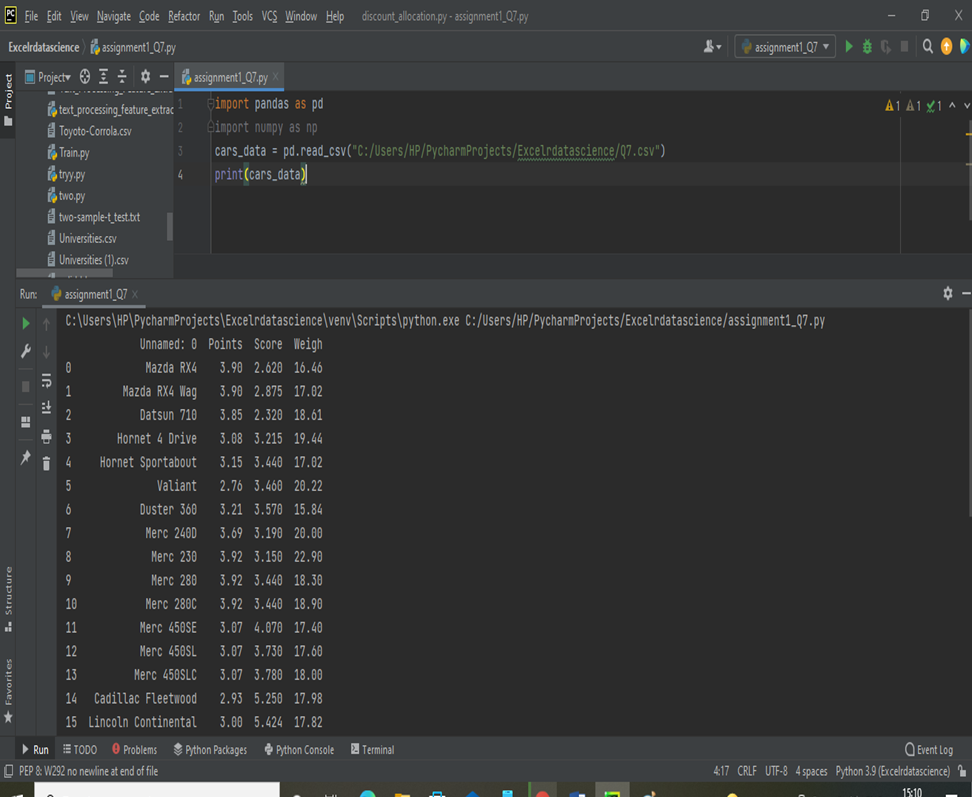 PC File Edit View Navigate Code Refactor Run Tools VCS Window Help discount_allocation.py - assignment1_Q7.py
Excelrdatascience assignment1_Q7.py assignment1_Q7
Project assignment1_Q7.py
Project
text_processing_feature_extrac
Toyoto-Corrola.csv
Train.py
tryy.py
two.py
two-sample-t_test.txt
Universities.csv
Universities (1).csv
1 import pandas as pd
2 import numpy as np
3 cars_data = pd.read_csv("C:/Users/HP/PycharmProjects/Excelrdatascience/Q7.csv")
4 print(cars_data)
1 1 1
Run: assignment1_Q7
C:\Users\HP\PycharmProjects\Excelrdatascience\venv\Scripts\python.exe C:/Users/HP/PycharmProjects/Excelrdatascience/assignment1_Q7.py
Unnamed: 0 Points Score Weigh
0 Mazda RX4 3.90 2.620 16.46
1 Mazda RX4 Wag 3.90 2.875 17.02
2 Datsun 710 3.85 2.320 18.61
3 Hornet 4 Drive 3.08 3.215 19.44
4 Hornet Sportabout 3.15 3.440 17.02
5 Valiant 2.76 3.460 20.22
6 Duster 360 3.21 3.570 15.84
7 Merc 240D 3.69 3.190 20.00
8 Merc 230 3.92 3.150 22.90
9 Merc 280 3.92 3.440 18.30
10 Merc 280C 3.92 3.440 18.90
11 Merc 450SE 3.07 4.070 17.40
12 Merc 450SL 3.07 3.730 17.60
13 Merc 450SLC 3.07 3.780 18.00
14 Cadillac Fleetwood 2.93 5.250 17.98
15 Lincoln Continental 3.00 5.424 17.82
Structure
Favorites
Run TODO Problems Python Packages Python Console Terminal Event Log
PEP 8: W292 no newline at end of file 4:17 CRLF UTF-8 4 spaces Python 3.9 (Excelrdatascience)
15:10